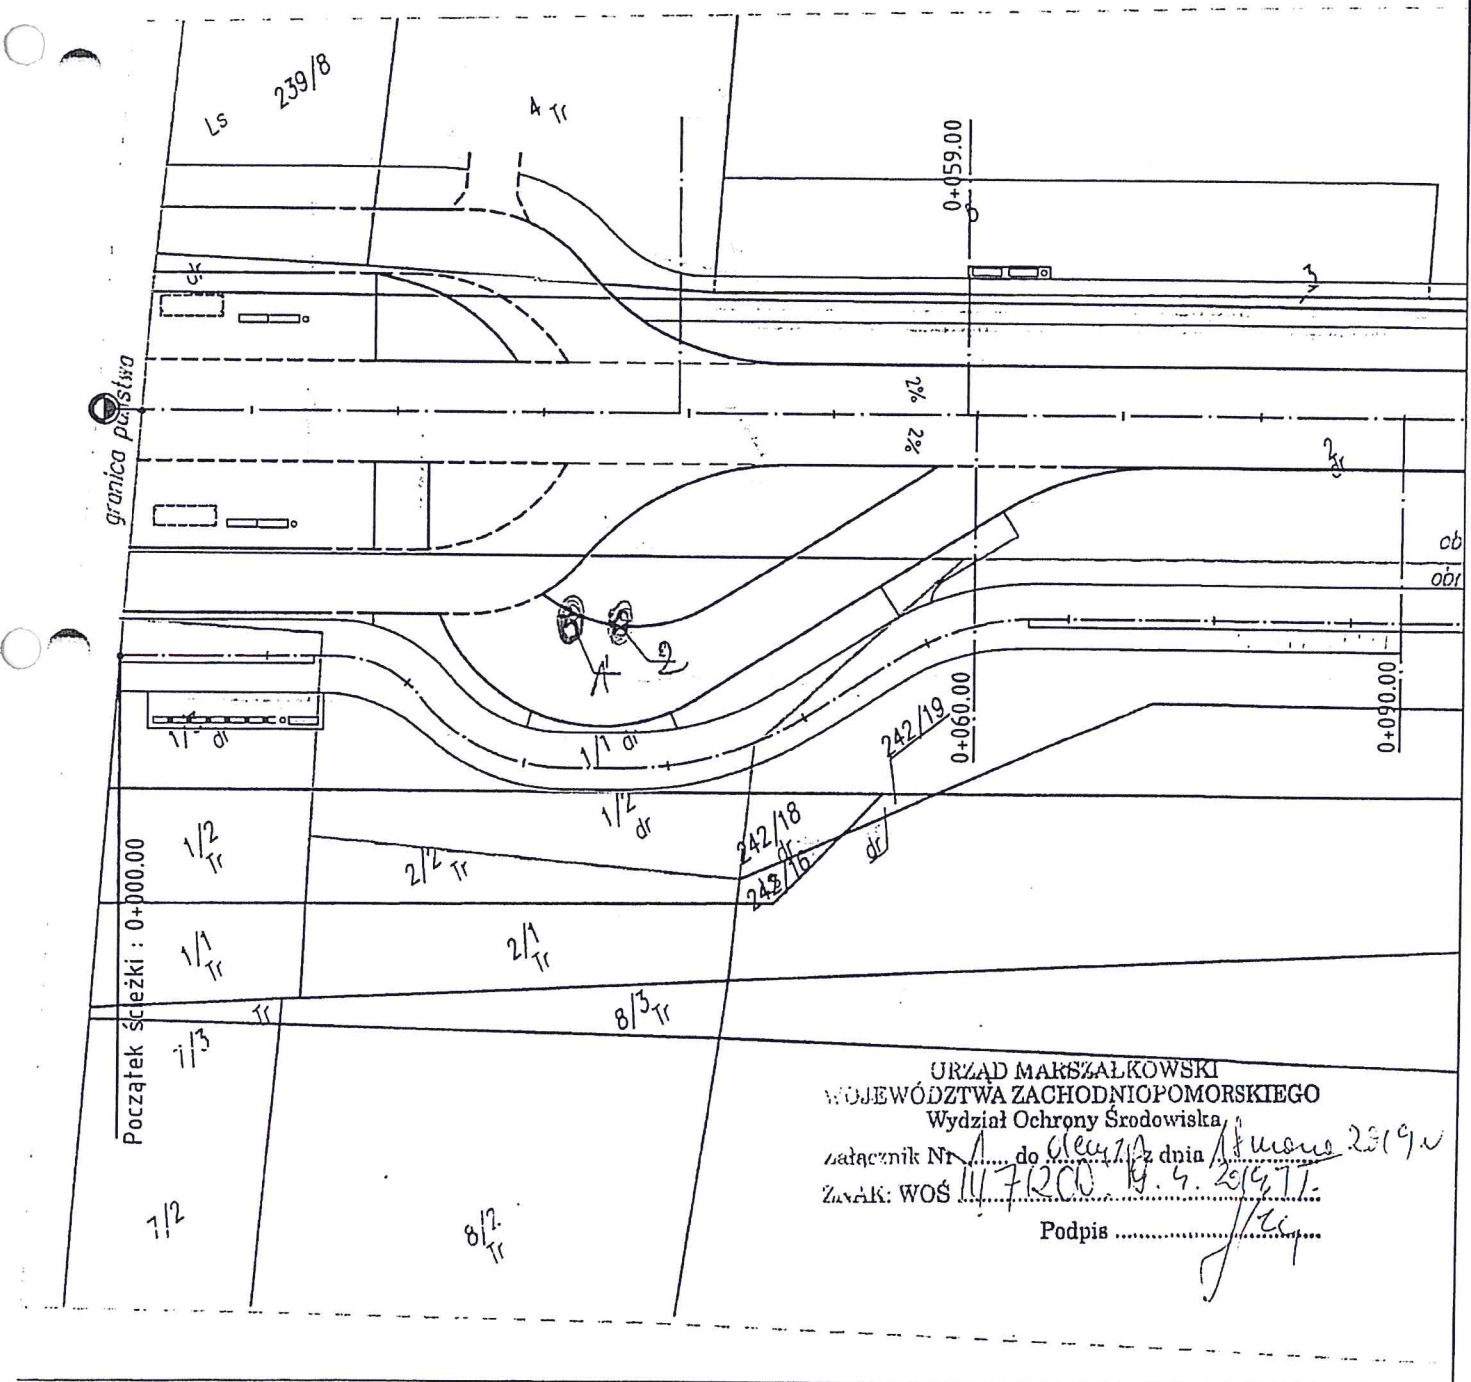 239/8
Ls
4 Tr
0+059.00
dr
3
granica państwa
2%
2%
2
dr
ob
obr
1
2
1/1 dr
dr
1/2
dr
242/19
0+060.00
0+090.00
242/18
dr
242/16
dr
1/2
Tr
2/2 Tr
1/1
Tr
2/1
Tr
Tr
8/3 Tr
7/3
Początek ścieżki : 0+000.00
7/2
8/2
Tr
URZĄD MARSZAŁKOWSKI
WOJEWÓDZTWA ZACHODNIOPOMORSKIEGO
Wydział Ochrony Środowiska
załącznik Nr 1 do z dnia
ZNAK: WOŚ
Podpis